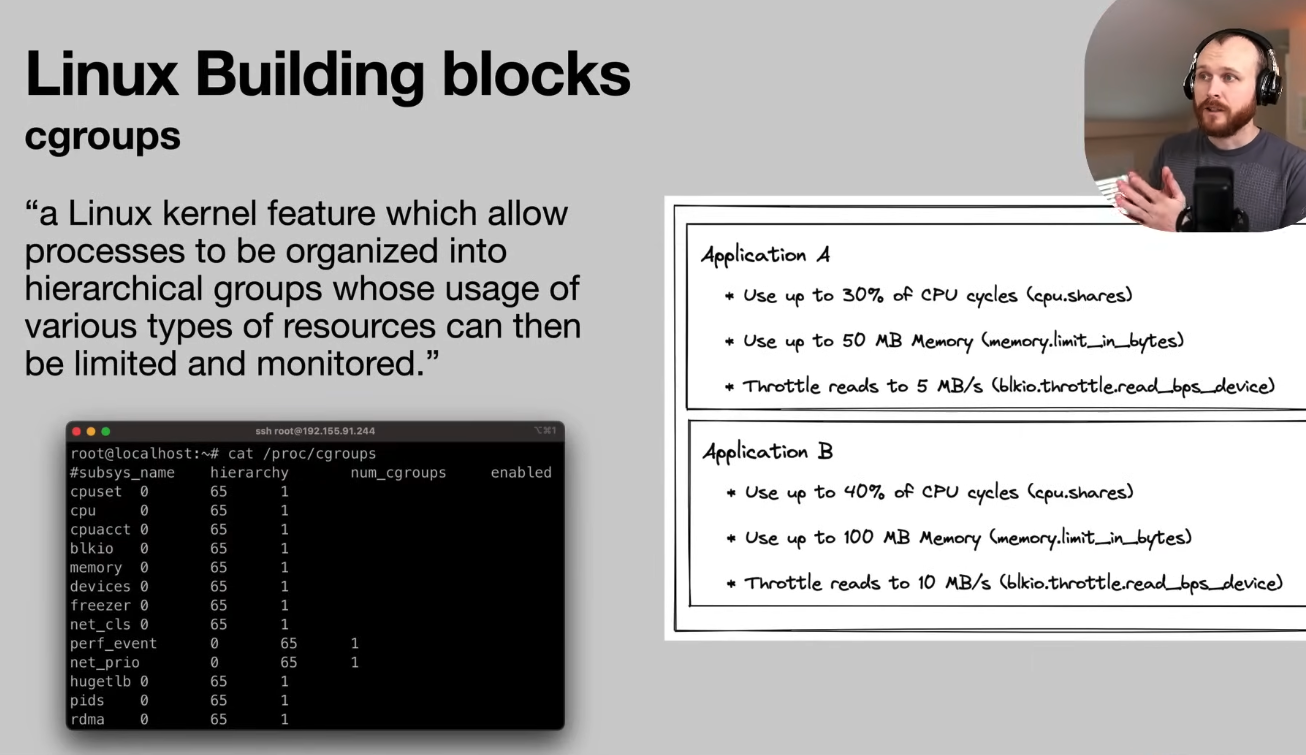 Linux Building blocks
cgroups
“a Linux kernel feature which allow
processes to be organized into
hierarchical groups whose usage of
various types of resources can then
be limited and monitored.”
ssh root@192.155.91.244
⌥⌘1
root@localhost:~# cat /proc/cgroups
#subsys_name hierarchy num_cgroups enabled
cpuset 0 65 1
cpu 0 65 1
cpuacct 0 65 1
blkio 0 65 1
memory 0 65 1
devices 0 65 1
freezer 0 65 1
net_cls 0 65 1
perf_event 0 65 1
net_prio 0 65 1
hugetlb 0 65 1
pids 0 65 1
rdma 0 65 1
Application A
* Use up to 30% of CPU cycles (cpu.shares)
* Use up to 50 MB Memory (memory.limit_in_bytes)
* Throttle reads to 5 MB/s (blkio.throttle.read_bps_device)
Application B
* Use up to 40% of CPU cycles (cpu.shares)
* Use up to 100 MB Memory (memory.limit_in_bytes)
* Throttle reads to 10 MB/s (blkio.throttle.read_bps_device)